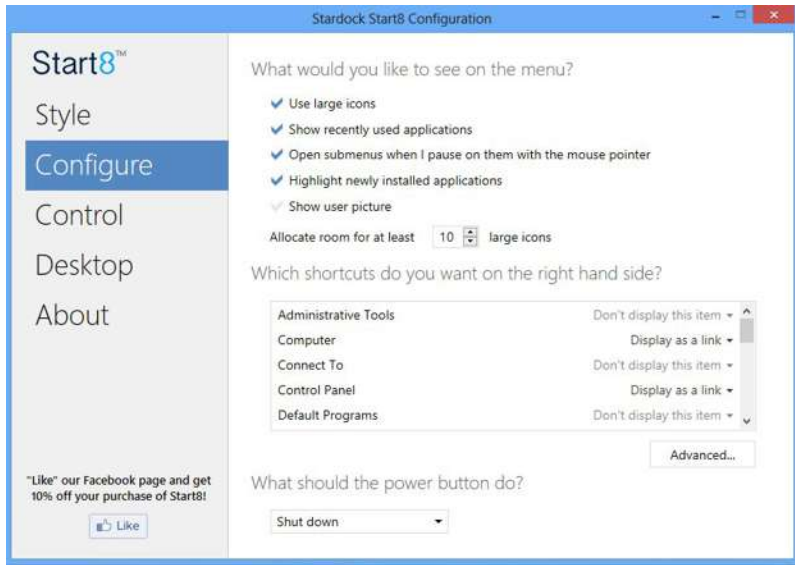 Stardock Start8 Configuration
Start8™
Style
Configure
Control
Desktop
About
"Like" our Facebook page and get
10% off your purchase of Start8!
Like
What would you like to see on the menu?
Use large icons
Show recently used applications
Open submenus when I pause on them with the mouse pointer
Highlight newly installed applications
Show user picture
Allocate room for at least 10 large icons
Which shortcuts do you want on the right hand side?
Administrative Tools Don't display this item
Computer Display as a link
Connect To Don't display this item
Control Panel Display as a link
Default Programs Don't display this item
Advanced...
What should the power button do?
Shut down